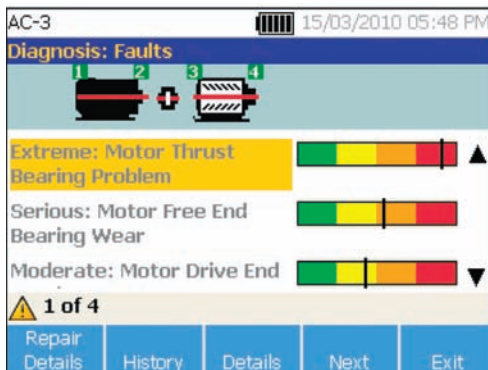 AC-3 15/03/2010 05:48 PM
Diagnosis: Faults
1 2 3 4
Extreme: Motor Thrust
Bearing Problem
Serious: Motor Free End
Bearing Wear
Moderate: Motor Drive End
1 of 4
Repair
Details History Details Next Exit